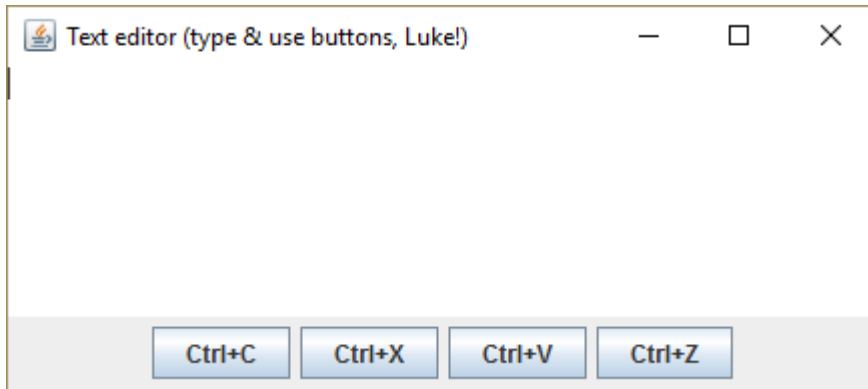 Text editor (type & use buttons, Luke!)
Ctrl+C Ctrl+X Ctrl+V Ctrl+Z